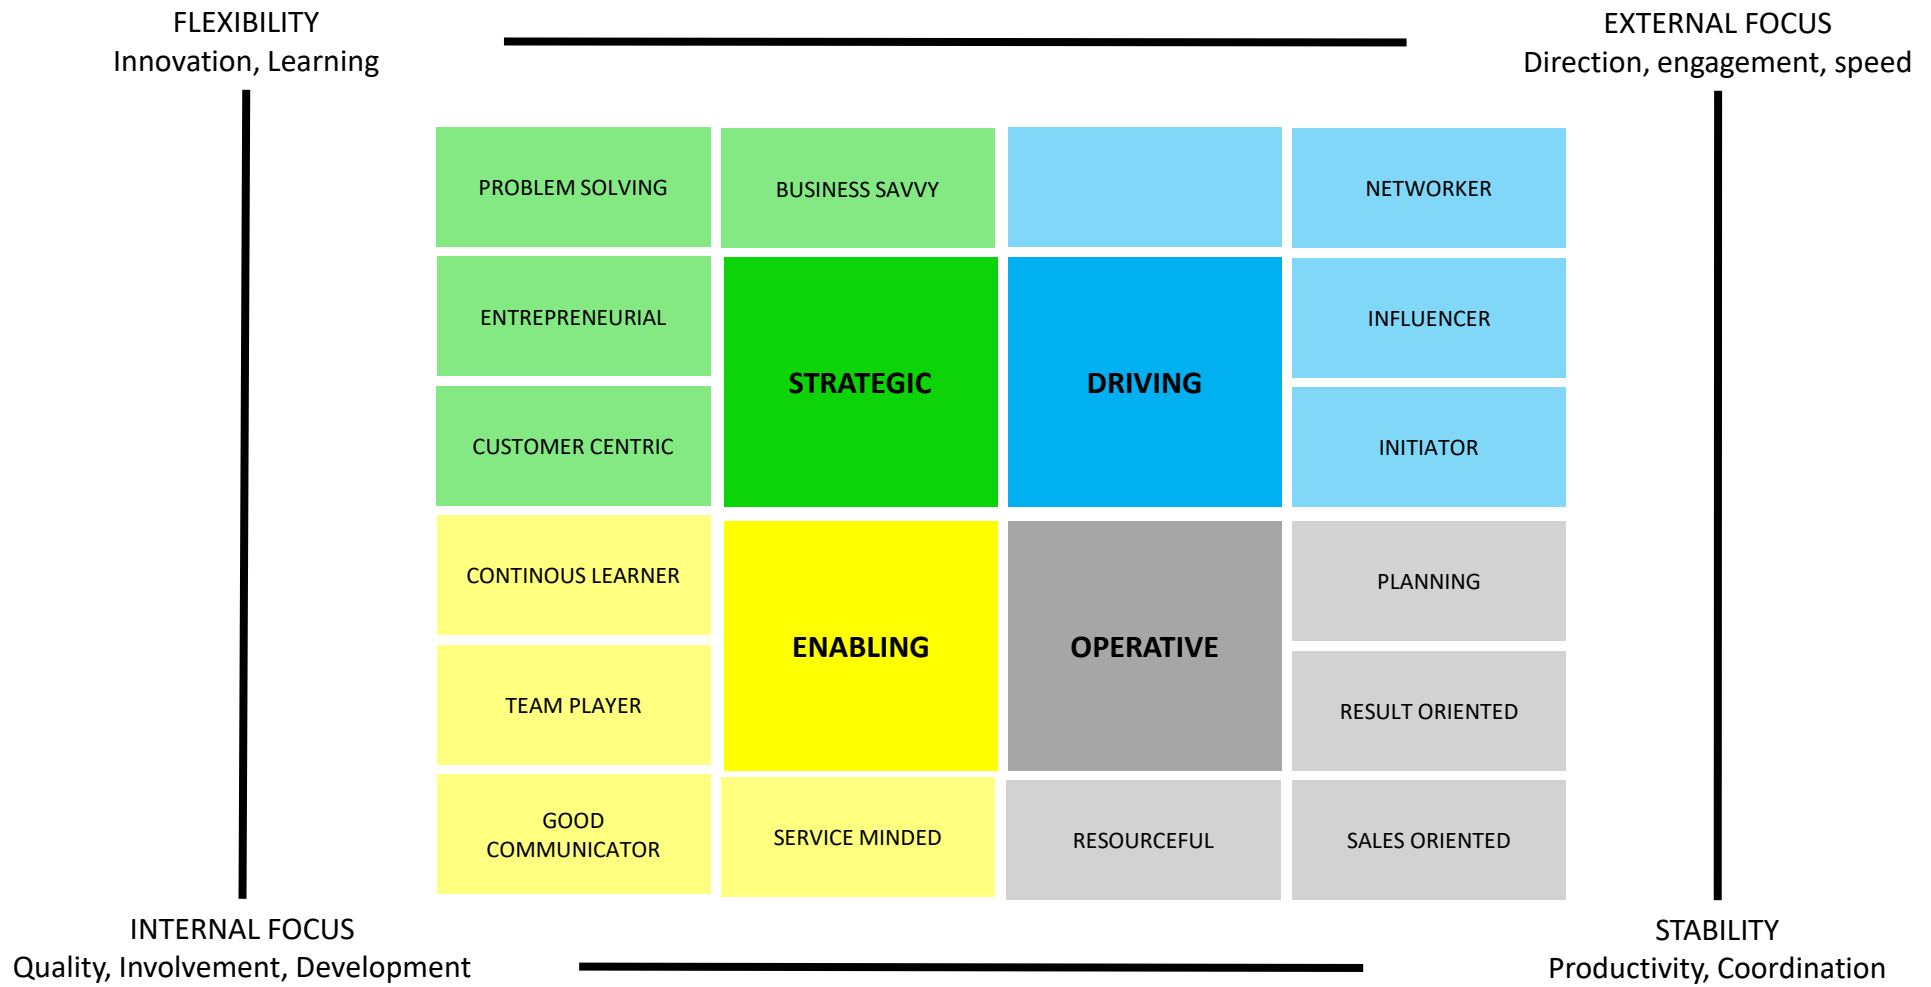 FLEXIBILITY
Innovation, Learning
EXTERNAL FOCUS
Direction, engagement, speed
PROBLEM SOLVING
BUSINESS SAVVY
NETWORKER
ENTREPRENEURIAL
INFLUENCER
STRATEGIC
DRIVING
CUSTOMER CENTRIC
INITIATOR
CONTINOUS LEARNER
PLANNING
ENABLING
OPERATIVE
TEAM PLAYER
RESULT ORIENTED
GOOD
COMMUNICATOR
SERVICE MINDED
RESOURCEFUL
SALES ORIENTED
INTERNAL FOCUS
Quality, Involvement, Development
STABILITY
Productivity, Coordination